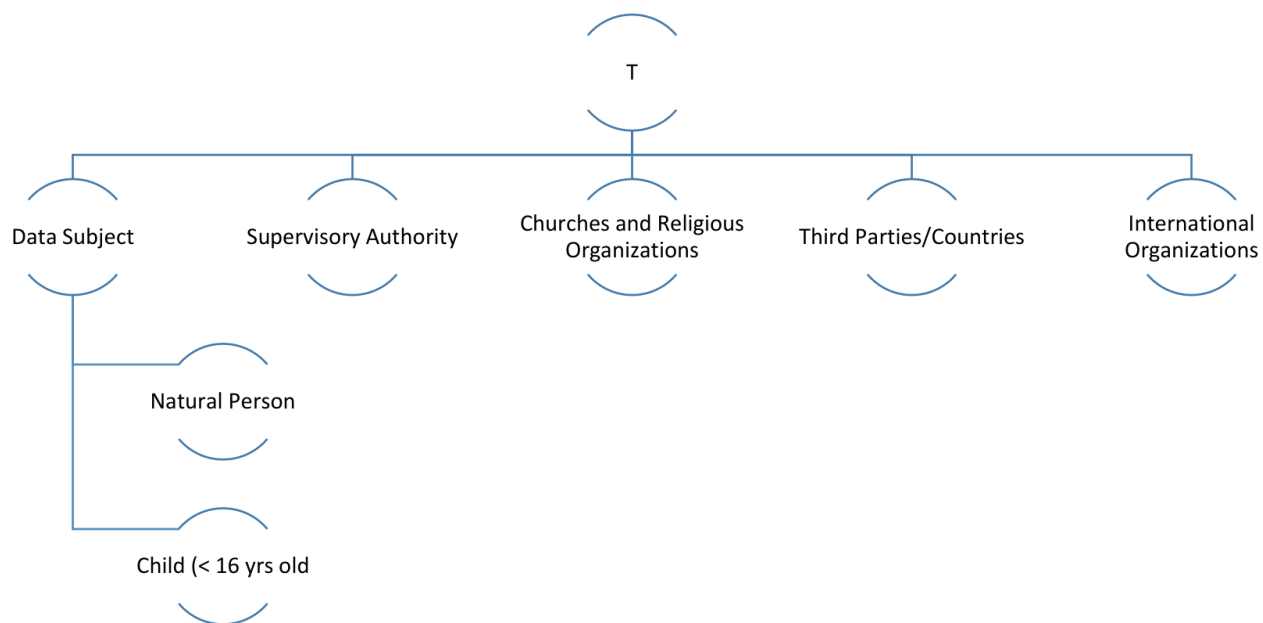 T
Data Subject
Supervisory Authority
Churches and Religious
Organizations
Third Parties/Countries
International
Organizations
Natural Person
Child (< 16 yrs old